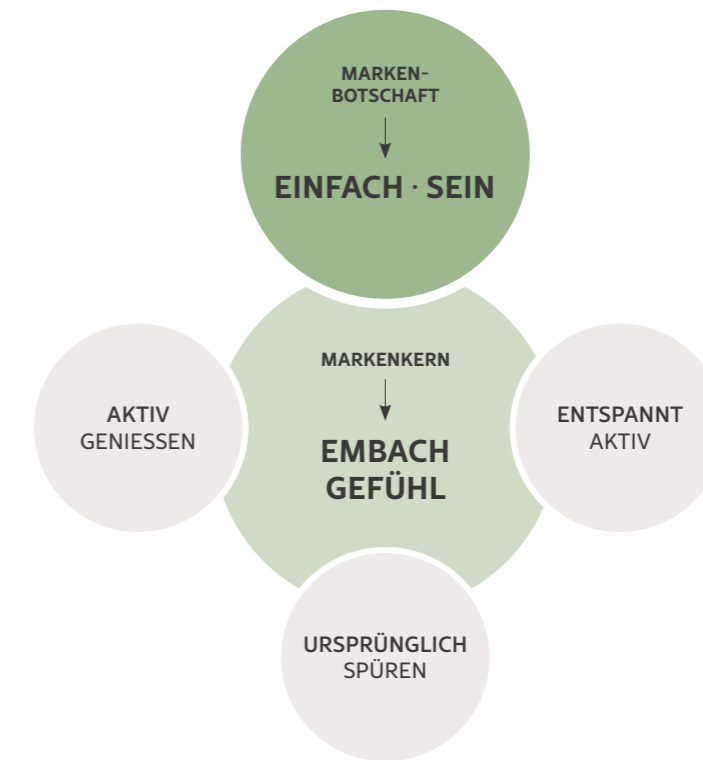 MARKEN-
BOTSCHAFT
EINFACH · SEIN
MARKENKERN
EMBACH
GEFÜHL
AKTIV
GENIESSEN
ENTSPANNT
AKTIV
URSPRÜNGLICH
SPÜREN